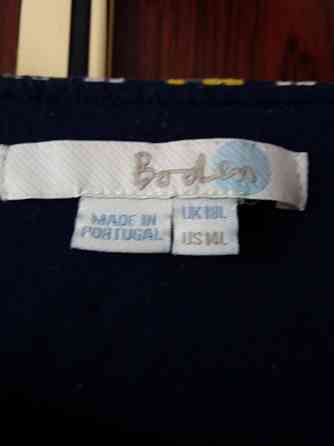 Boden
MADE IN
PORTUGAL
UK 18L
US 14L